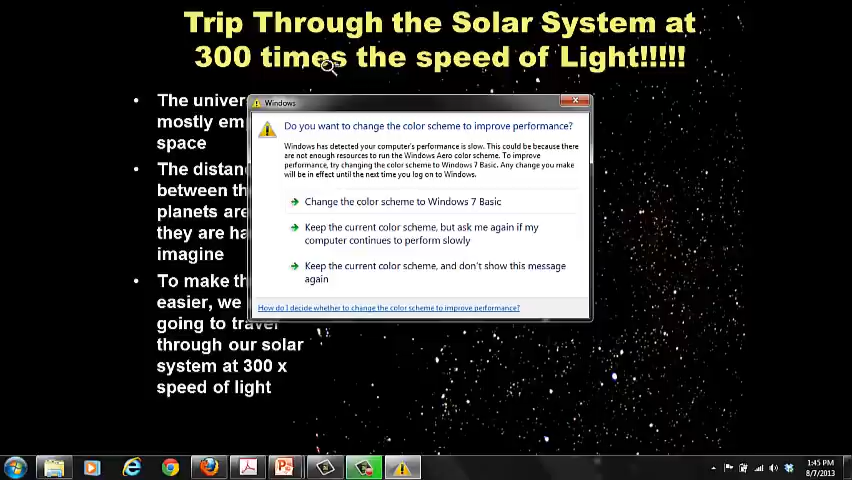 Trip Through the Solar System at
300 times the speed of Light!!!!!
• The univer
mostly em
space
• The distan
between th
planets are
they are ha
imagine
• To make th
easier, we
going to travel
through our solar
system at 300 x
speed of light
Windows
Do you want to change the color scheme to improve performance?
Windows has detected your computer's performance is slow. This could be because there
are not enough resources to run the Windows Aero color scheme. To improve
performance, try changing the color scheme to Windows 7 Basic. Any change you make
will be in effect until the next time you log on to Windows.
Change the color scheme to Windows 7 Basic
Keep the current color scheme, but ask me again if my
computer continues to perform slowly
Keep the current color scheme, and don't show this message
again
How do I decide whether to change the color scheme to improve performance?
1:45 PM
8/7/2013